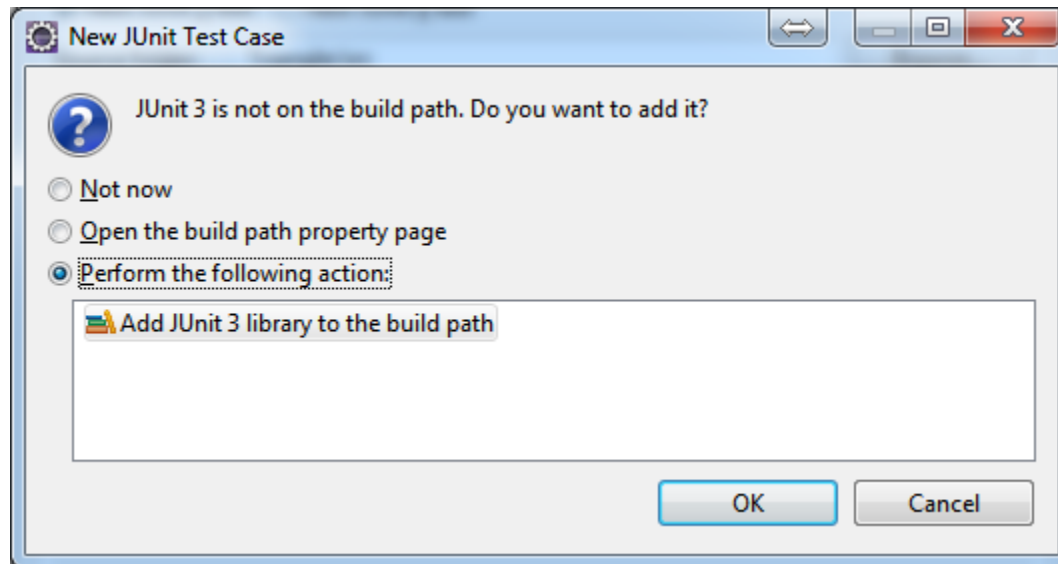 New JUnit Test Case
JUnit 3 is not on the build path. Do you want to add it?
Not now
Open the build path property page
Perform the following action:
Add JUnit 3 library to the build path
OK
Cancel